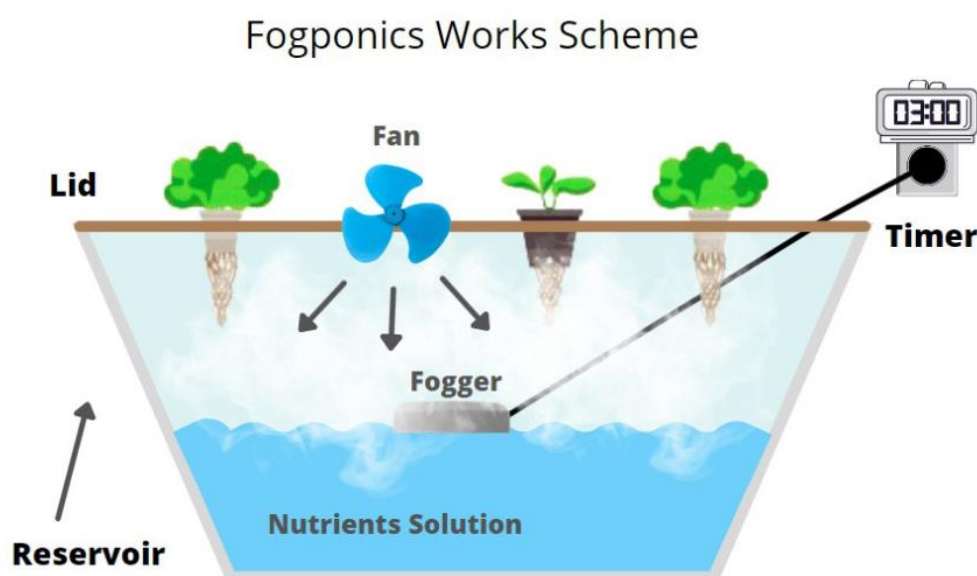 Fogponics Works Scheme
03:00
Fan
Lid
Timer
Fogger
Nutrients Solution
Reservoir